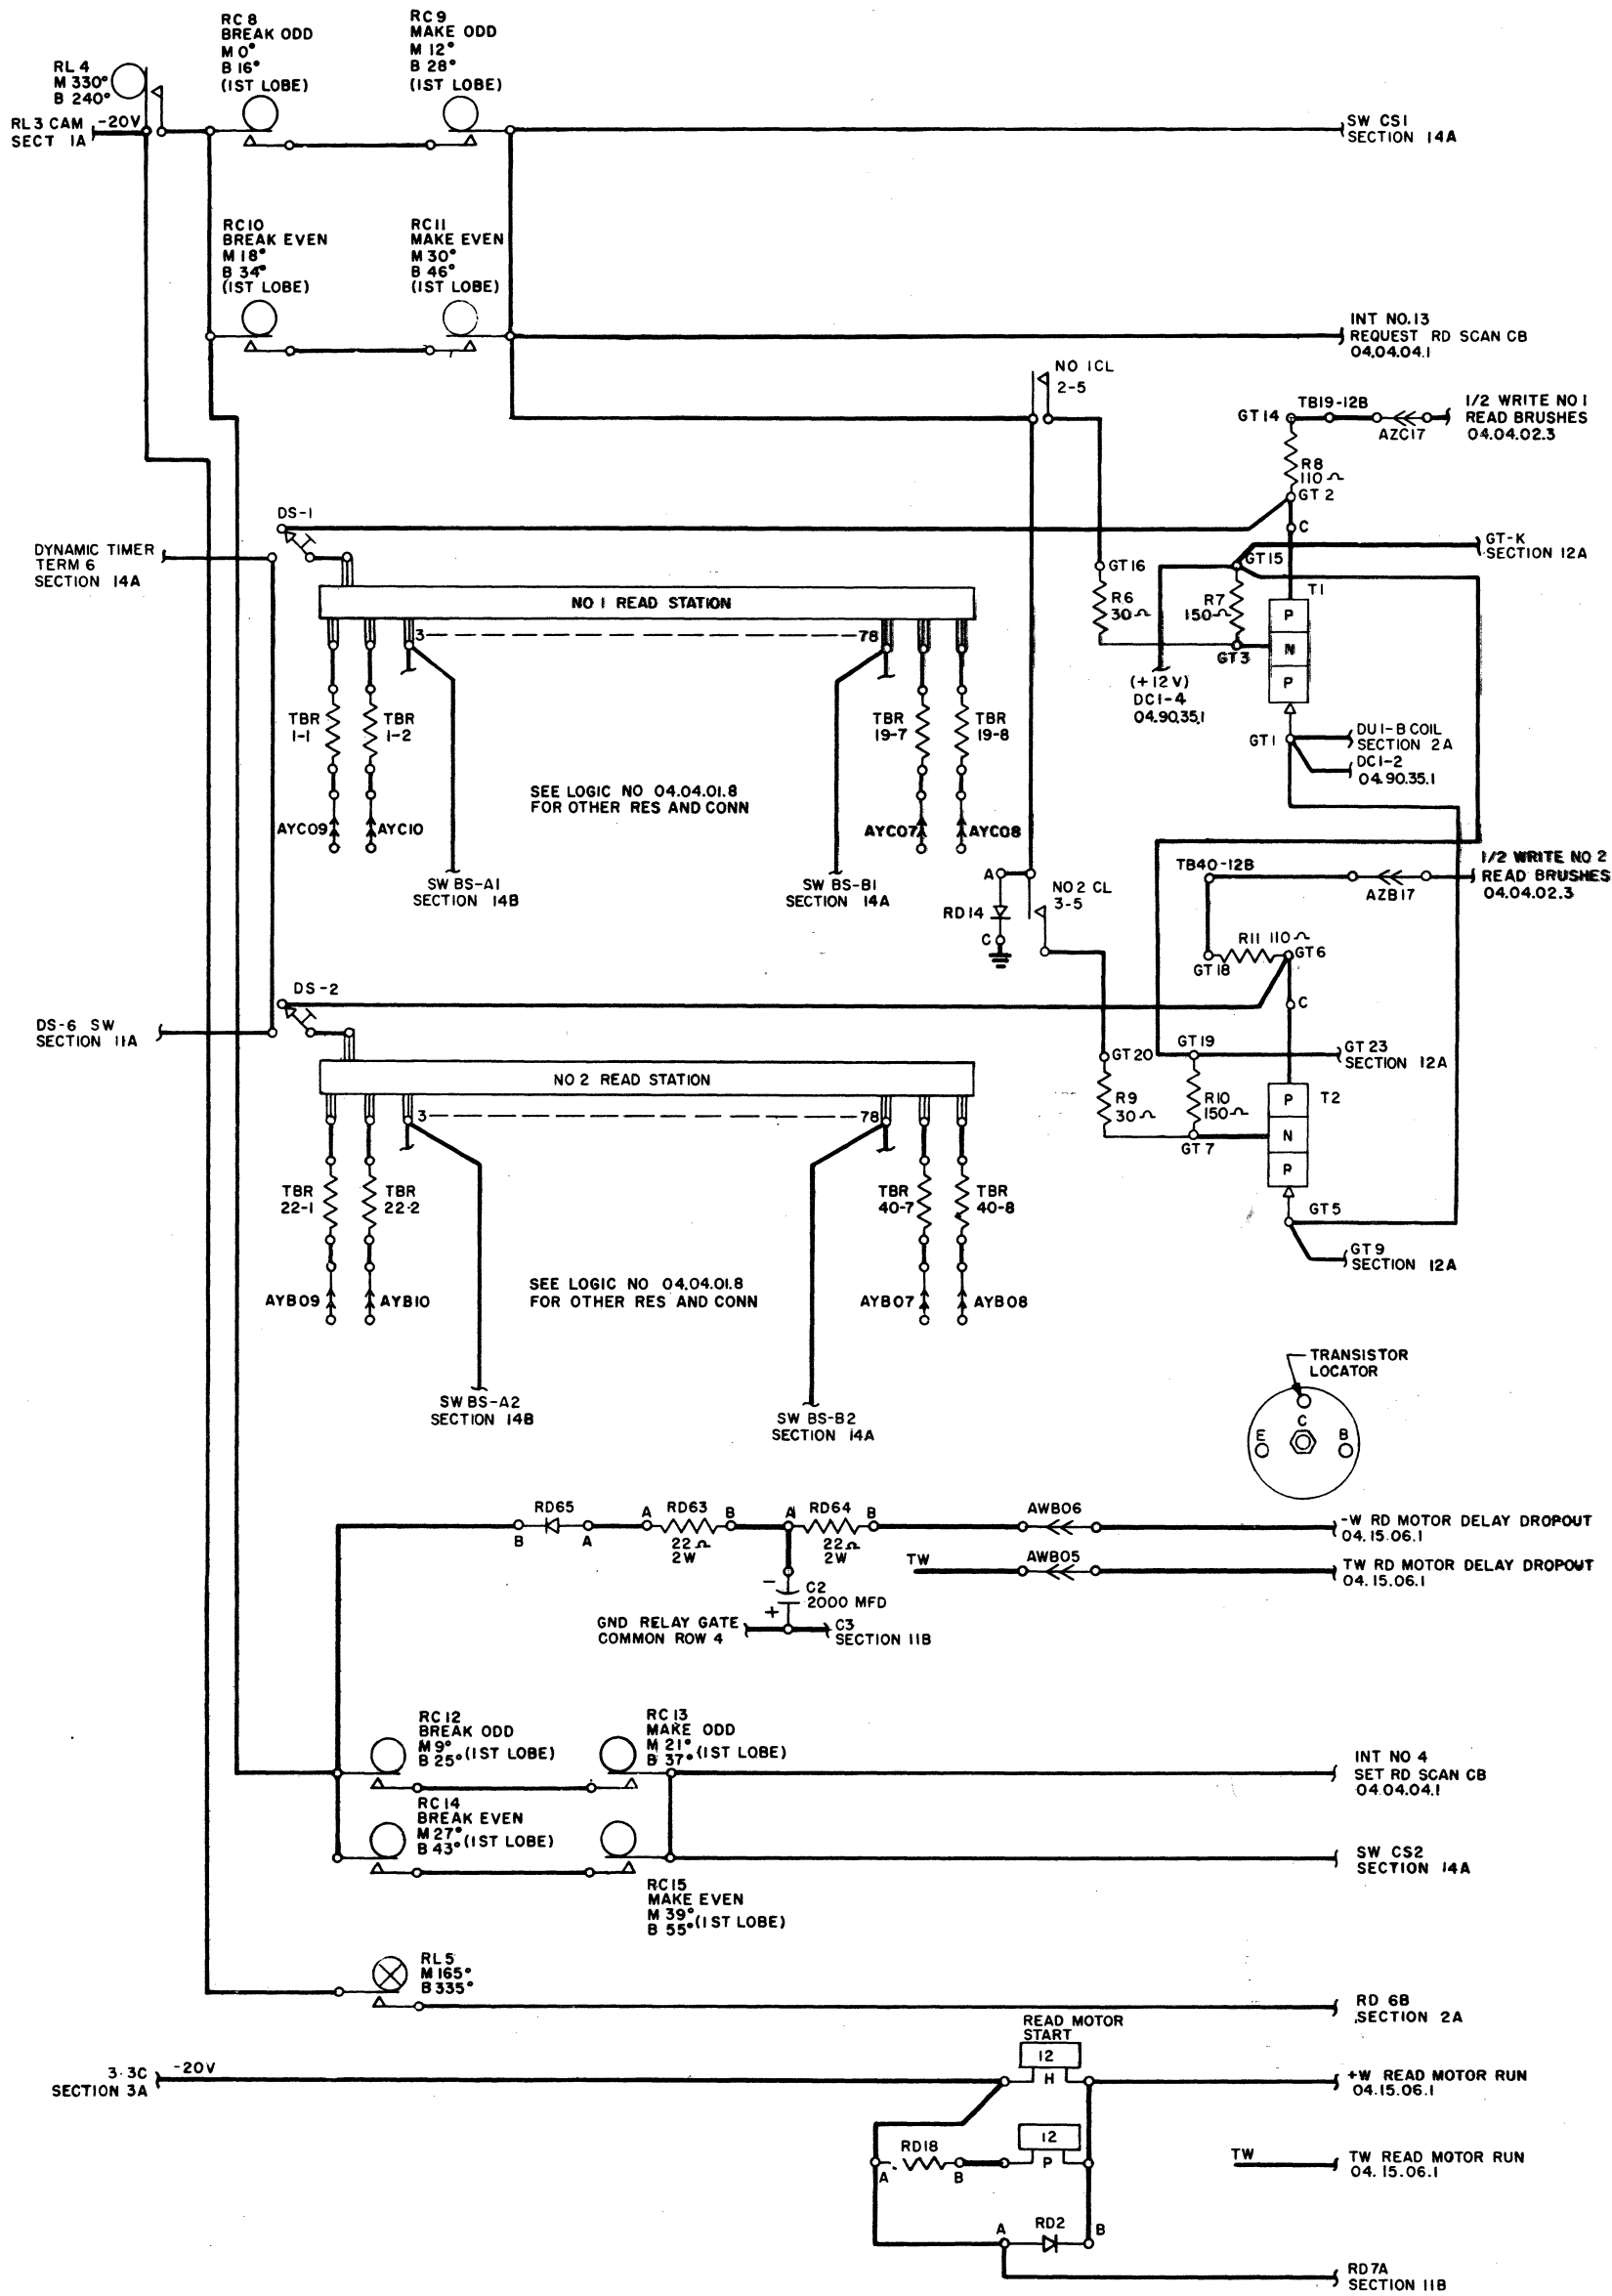 RC 8
BREAK ODD
M 0°
B 16°
(1ST LOBE)
RC 9
MAKE ODD
M 12°
B 28°
(1ST LOBE)
RL 4
M 330°
B 240°
RL3 CAM
SECT 1A
-20V
SW CS1
SECTION 14A
RC10
BREAK EVEN
M 18°
B 34°
(1ST LOBE)
RC11
MAKE EVEN
M 30°
B 46°
(1ST LOBE)
INT NO.13
REQUEST RD SCAN CB
04.04.04.1
NO 1CL
2-5
GT14
TB19-12B
AZC17
1/2 WRITE NO 1
READ BRUSHES
04.04.02.3
R8
110 Ω
GT 2
C
DS-1
DYNAMIC TIMER
TERM 6
SECTION 14A
GT-K
SECTION 12A
GT16
GT15
R6
30Ω
R7
150Ω
T1
P
N
P
GT3
NO 1 READ STATION
3
78
(+12V)
DC1-4
04.90.35.1
TBR
1-1
TBR
1-2
TBR
19-7
TBR
19-8
GT1
DU1-B COIL
SECTION 2A
DC1-2
04.90.35.1
SEE LOGIC NO 04.04.01.8
FOR OTHER RES AND CONN
AYC09
AYC10
AYC07
AYC08
SW BS-A1
SECTION 14B
SW BS-B1
SECTION 14A
A
RD14
C
NO 2 CL
3-5
TB40-12B
AZB17
1/2 WRITE NO 2
READ BRUSHES
04.04.02.3
R11 110Ω
GT18
GT6
C
DS-2
DS-6 SW
SECTION 11A
GT20
GT19
GT 23
SECTION 12A
R9
30Ω
R10
150Ω
T2
P
N
P
GT 7
NO 2 READ STATION
3
78
TBR
22-1
TBR
22-2
TBR
40-7
TBR
40-8
GT5
GT9
SECTION 12A
SEE LOGIC NO 04.04.01.8
FOR OTHER RES AND CONN
AYB09
AYB10
AYB07
AYB08
SW BS-A2
SECTION 14B
SW BS-B2
SECTION 14A
TRANSISTOR
LOCATOR
C
E
B
RD65
B
A
A
RD63
B
22Ω
2W
A
RD64
B
22Ω
2W
AWB06
-W RD MOTOR DELAY DROPOUT
04.15.06.1
TW
AWB05
TW RD MOTOR DELAY DROPOUT
04.15.06.1
-
C2
2000 MFD
+
GND RELAY GATE
COMMON ROW 4
C3
SECTION 11B
RC12
BREAK ODD
M 9°
B 25° (1ST LOBE)
RC13
MAKE ODD
M 21°
B 37° (1ST LOBE)
INT NO 4
SET RD SCAN CB
04.04.04.1
RC14
BREAK EVEN
M 27°
B 43° (1ST LOBE)
SW CS2
SECTION 14A
RC15
MAKE EVEN
M 39°
B 55° (1ST LOBE)
RL5
M 165°
B 335°
RD 6B
SECTION 2A
READ MOTOR
START
12
H
3-3C
SECTION 3A
-20V
+W READ MOTOR RUN
04.15.06.1
12
P
RD18
A
B
TW
TW READ MOTOR RUN
04.15.06.1
A
RD2
B
RD7A
SECTION 11B